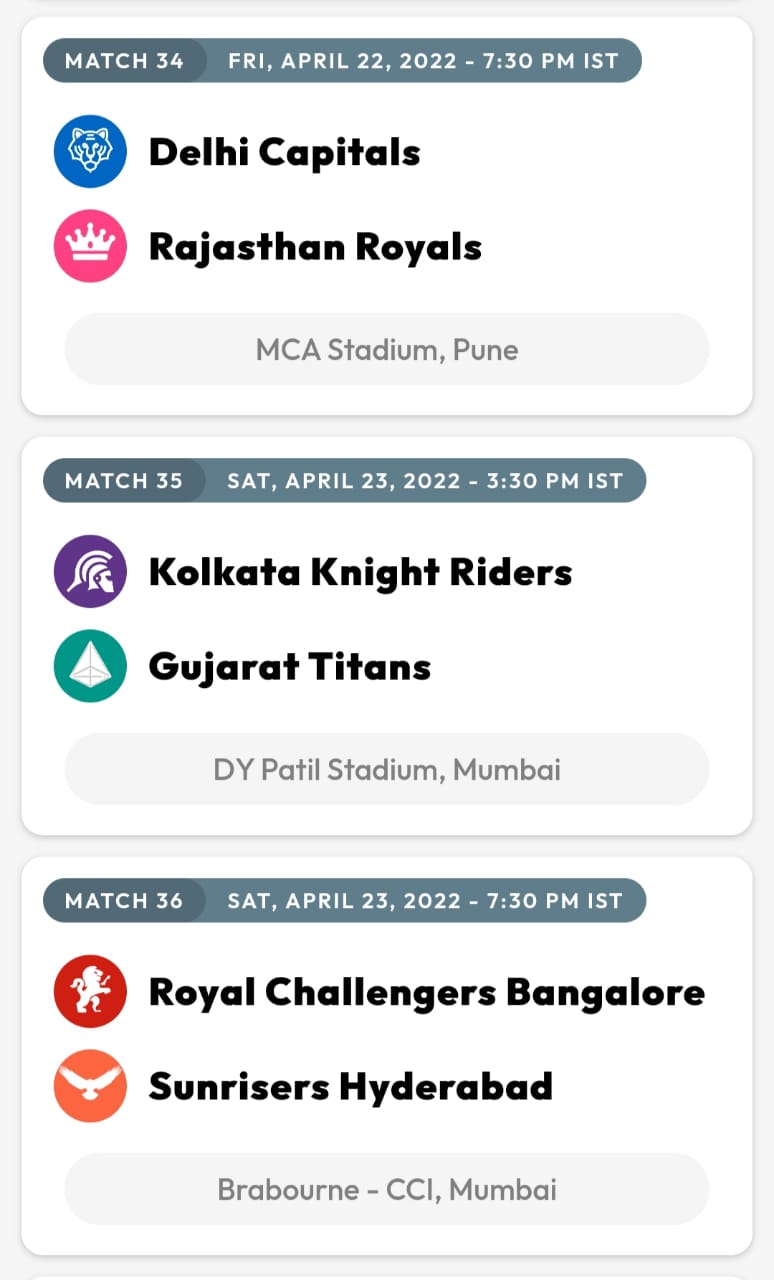 MATCH 34 FRI, APRIL 22, 2022 - 7:30 PM IST
Delhi Capitals
Rajasthan Royals
MCA Stadium, Pune
MATCH 35 SAT, APRIL 23, 2022 - 3:30 PM IST
Kolkata Knight Riders
Gujarat Titans
DY Patil Stadium, Mumbai
MATCH 36 SAT, APRIL 23, 2022 - 7:30 PM IST
Royal Challengers Bangalore
Sunrisers Hyderabad
Brabourne - CCI, Mumbai